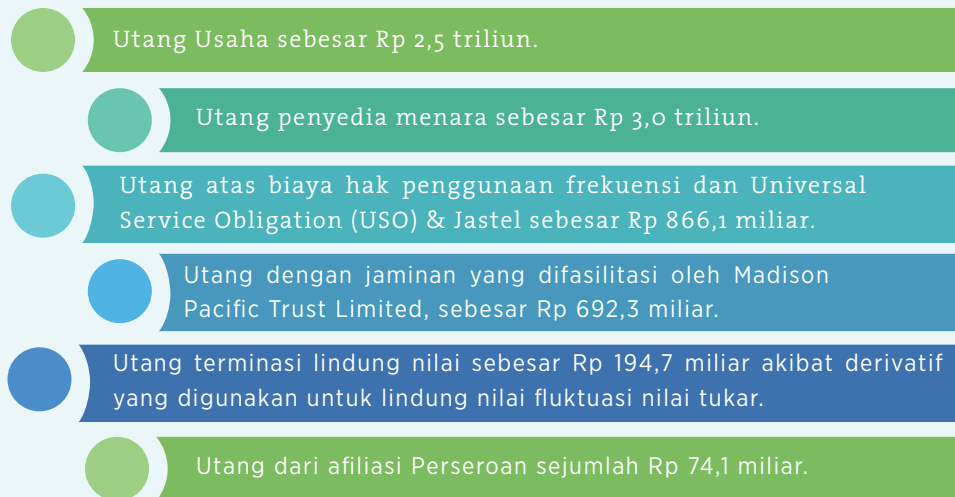 Utang Usaha sebesar Rp 2,5 triliun.
Utang penyedia menara sebesar Rp 3,0 triliun.
Utang atas biaya hak penggunaan frekuensi dan Universal
Service Obligation (USO) & Jastel sebesar Rp 866,1 miliar.
Utang dengan jaminan yang difasilitasi oleh Madison
Pacific Trust Limited, sebesar Rp 692,3 miliar.
Utang terminasi lindung nilai sebesar Rp 194,7 miliar akibat derivatif
yang digunakan untuk lindung nilai fluktuasi nilai tukar.
Utang dari afiliasi Perseroan sejumlah Rp 74,1 miliar.